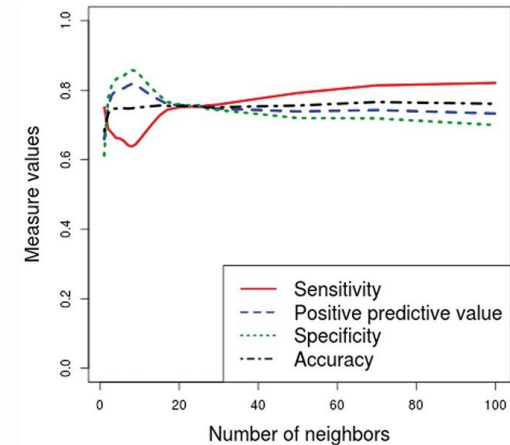 1.0
0.8
0.6
0.4
0.2
0.0
Measure values
Sensitivity
Positive predictive value
Specificity
Accuracy
0 20 40 60 80 100
Number of neighbors